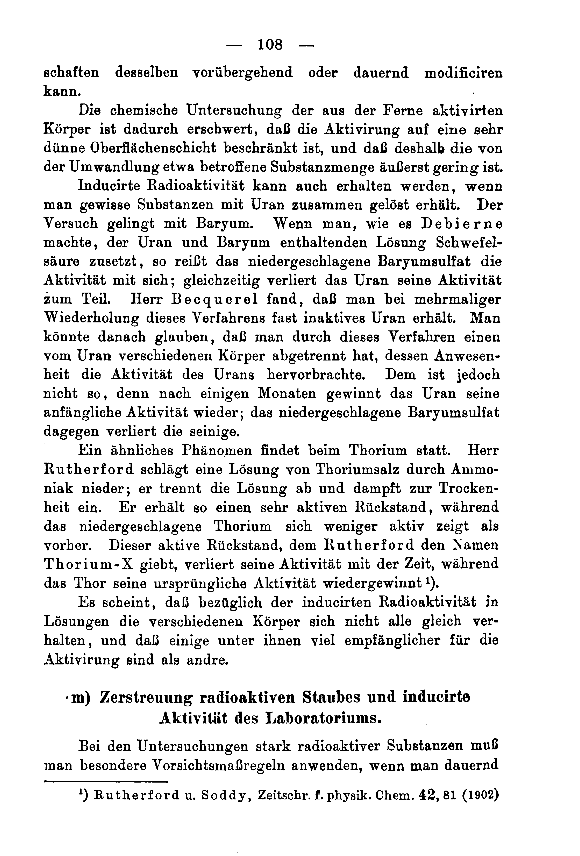 — 108 —
schaften desselben vorübergehend oder dauernd modificiren
kann.
Die chemische Untersuchung der aus der Ferne aktivirten
Körper ist dadurch erschwert, daß die Aktivirung auf eine sehr
dünne Oberflächenschicht beschränkt ist, und daß deshalb die von
der Umwandlung etwa betroffene Substanzmenge äußerst gering ist.
Inducirte Radioaktivität kann auch erhalten werden, wenn
man gewisse Substanzen mit Uran zusammen gelöst erhält. Der
Versuch gelingt mit Baryum. Wenn man, wie es Debierne
machte, der Uran und Baryum enthaltenden Lösung Schwefel-
säure zusetzt, so reißt das niedergeschlagene Baryumsulfat die
Aktivität mit sich; gleichzeitig verliert das Uran seine Aktivität
zum Teil. Herr Becquerel fand, daß man bei mehrmaliger
Wiederholung dieses Verfahrens fast inaktives Uran erhält. Man
könnte danach glauben, daß man durch dieses Verfahren einen
vom Uran verschiedenen Körper abgetrennt hat, dessen Anwesen-
heit die Aktivität des Urans hervorbrachte. Dem ist jedoch
nicht so, denn nach einigen Monaten gewinnt das Uran seine
anfängliche Aktivität wieder; das niedergeschlagene Baryumsulfat
dagegen verliert die seinige.
Ein ähnliches Phänomen findet beim Thorium statt. Herr
Rutherford schlägt eine Lösung von Thoriumsalz durch Ammo-
niak nieder; er trennt die Lösung ab und dampft zur Trocken-
heit ein. Er erhält so einen sehr aktiven Rückstand, während
das niedergeschlagene Thorium sich weniger aktiv zeigt als
vorher. Dieser aktive Rückstand, dem Rutherford den Namen
Thorium-X giebt, verliert seine Aktivität mit der Zeit, während
das Thor seine ursprüngliche Aktivität wiedergewinnt¹).
Es scheint, daß bezüglich der inducirten Radioaktivität in
Lösungen die verschiedenen Körper sich nicht alle gleich ver-
halten, und daß einige unter ihnen viel empfänglicher für die
Aktivirung sind als andre.
m) Zerstreuung radioaktiven Staubes und inducirte
Aktivität des Laboratoriums.
Bei den Untersuchungen stark radioaktiver Substanzen muß
man besondere Vorsichtsmaßregeln anwenden, wenn man dauernd
¹) Rutherford u. Soddy, Zeitschr. f. physik. Chem. 42, 81 (1902)